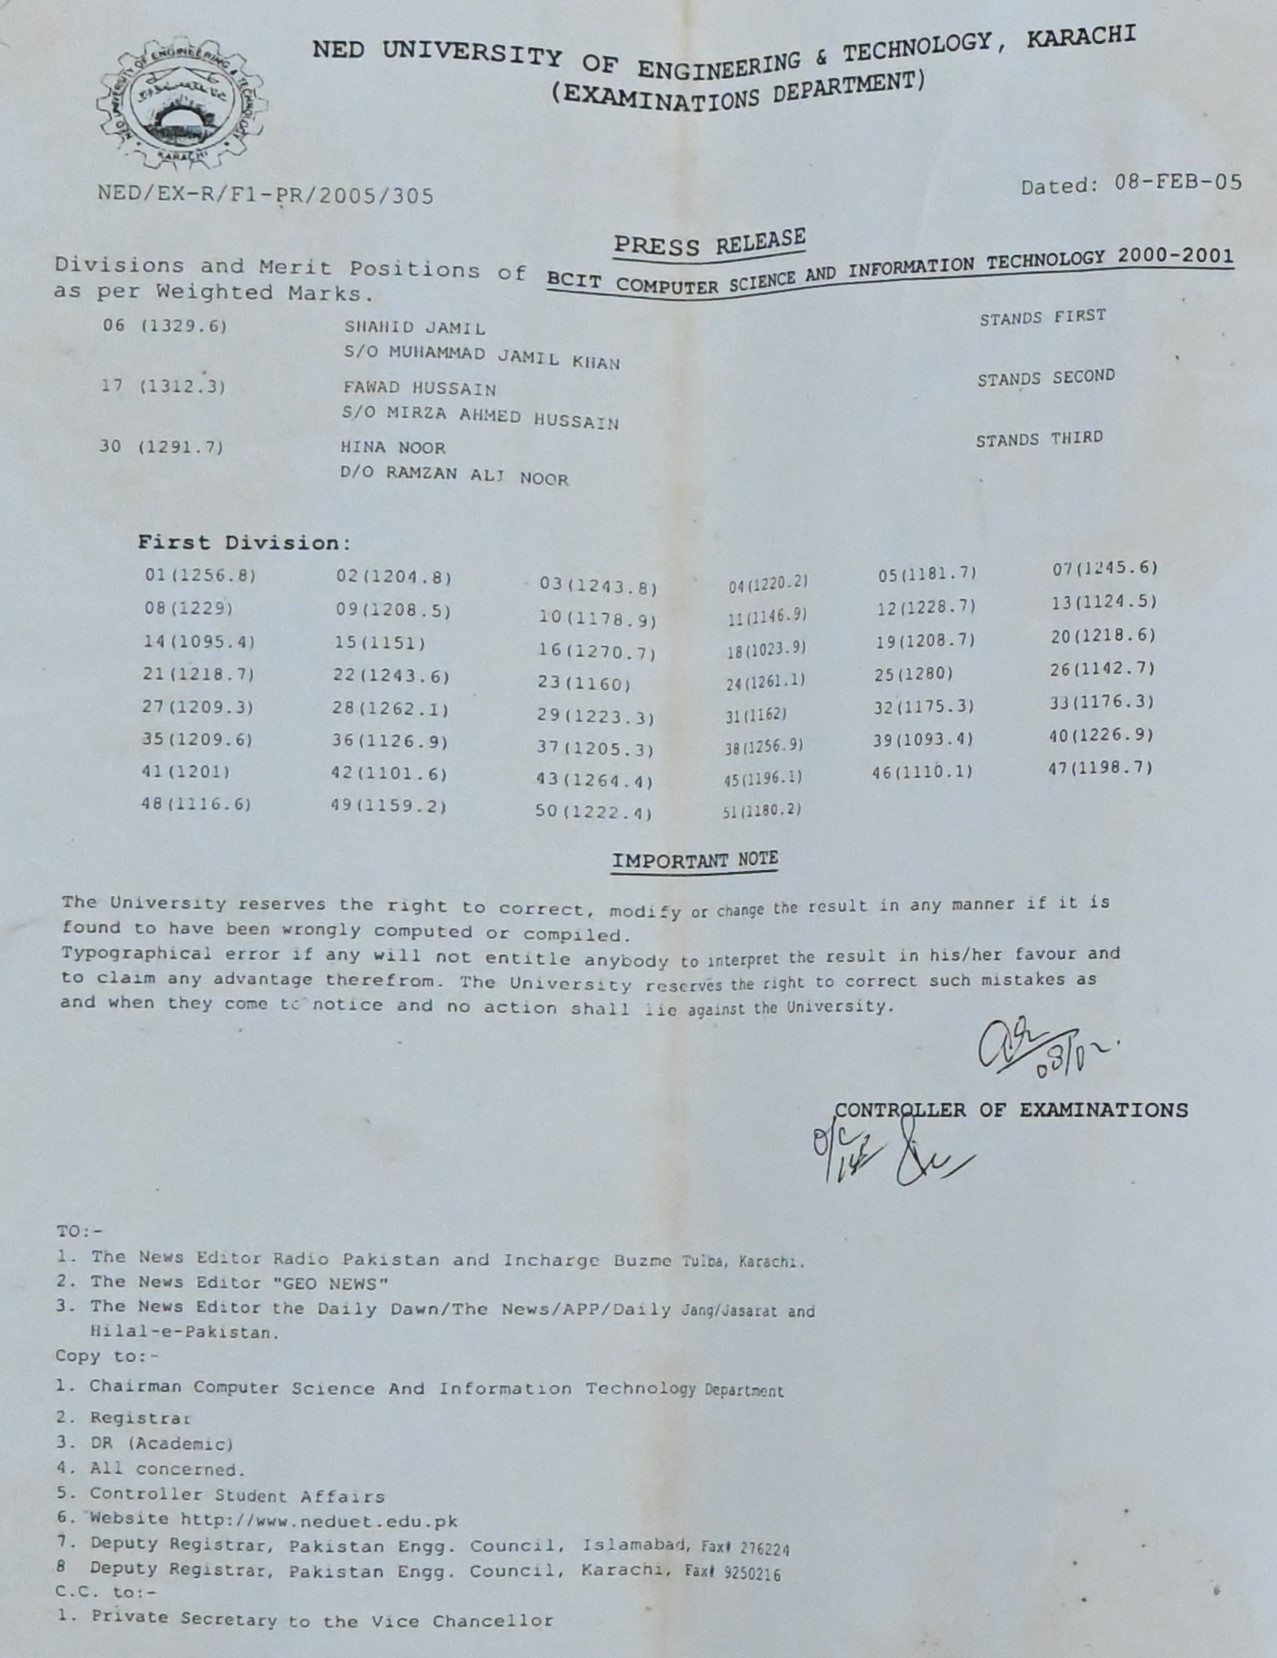 NED UNIVERSITY OF ENGINEERING & TECHNOLOGY, KARACHI
(EXAMINATIONS DEPARTMENT)
NED UNIVERSITY OF ENGINEERING & TECHNOLOGY
KARACHI
NED/EX-R/F1-PR/2005/305 Dated: 08-FEB-05
PRESS RELEASE
Divisions and Merit Positions of BCIT COMPUTER SCIENCE AND INFORMATION TECHNOLOGY 2000-2001
as per Weighted Marks.
06 (1329.6) SHAHID JAMIL STANDS FIRST
S/O MUHAMMAD JAMIL KHAN
17 (1312.3) FAWAD HUSSAIN STANDS SECOND
S/O MIRZA AHMED HUSSAIN
30 (1291.7) HINA NOOR STANDS THIRD
D/O RAMZAN ALI NOOR
First Division:
01(1256.8) 02(1204.8) 03(1243.8) 04(1220.2) 05(1181.7) 07(1245.6)
08(1229) 09(1208.5) 10(1178.9) 11(1146.9) 12(1228.7) 13(1124.5)
14(1095.4) 15(1151) 16(1270.7) 18(1023.9) 19(1208.7) 20(1218.6)
21(1218.7) 22(1243.6) 23(1160) 24(1261.1) 25(1280) 26(1142.7)
27(1209.3) 28(1262.1) 29(1223.3) 31(1162) 32(1175.3) 33(1176.3)
35(1209.6) 36(1126.9) 37(1205.3) 38(1256.9) 39(1093.4) 40(1226.9)
41(1201) 42(1101.6) 43(1264.4) 45(1196.1) 46(1110.1) 47(1198.7)
48(1116.6) 49(1159.2) 50(1222.4) 51(1180.2)
IMPORTANT NOTE
The University reserves the right to correct, modify or change the result in any manner if it is
found to have been wrongly computed or compiled.
Typographical error if any will not entitle anybody to interpret the result in his/her favour and
to claim any advantage therefrom. The University reserves the right to correct such mistakes as
and when they come to notice and no action shall lie against the University.
08/02
CONTROLLER OF EXAMINATIONS
TO:-
1. The News Editor Radio Pakistan and Incharge Buzme Tulba, Karachi.
2. The News Editor "GEO NEWS"
3. The News Editor the Daily Dawn/The News/APP/Daily Jang/Jasarat and
Hilal-e-Pakistan.
Copy to:-
1. Chairman Computer Science And Information Technology Department
2. Registrar
3. DR (Academic)
4. All concerned.
5. Controller Student Affairs
6. Website http://www.neduet.edu.pk
7. Deputy Registrar, Pakistan Engg. Council, Islamabad, Fax# 276224
8 Deputy Registrar, Pakistan Engg. Council, Karachi, Fax# 9250216
C.C. to:-
1. Private Secretary to the Vice Chancellor